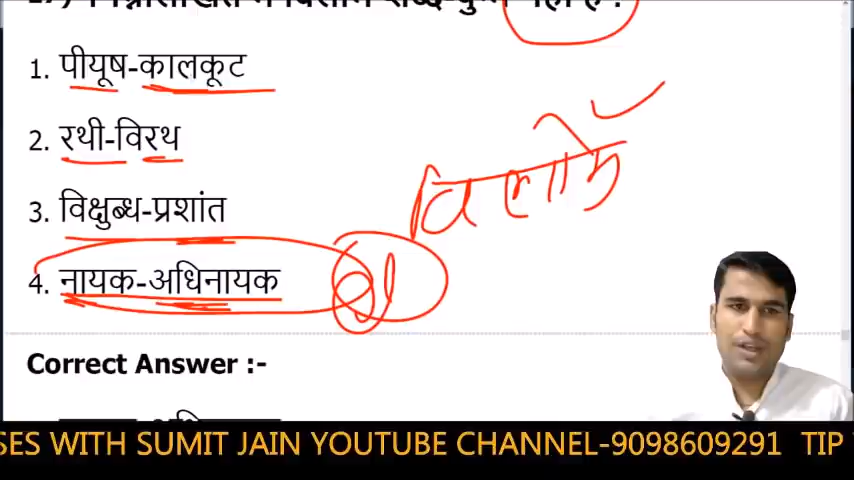 1. पीयूष-कालकूट
2. रथी-विरथ
विलोम
3. विक्षुब्ध-प्रशांत
4. नायक-अधिनायक
Correct Answer :-
SES WITH SUMIT JAIN YOUTUBE CHANNEL-9098609291 TIP